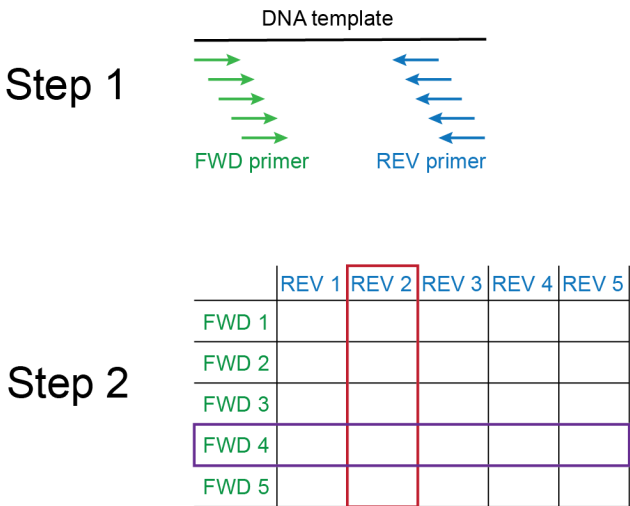 DNA template
Step 1
FWD primer REV primer
REV 1 REV 2 REV 3 REV 4 REV 5
FWD 1
FWD 2
FWD 3
Step 2
FWD 4
FWD 5